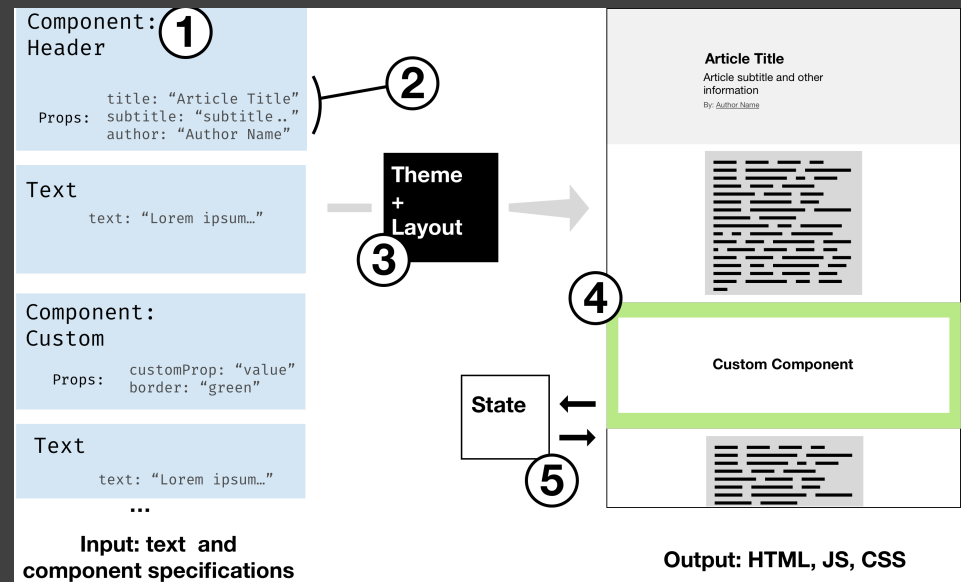 Component:
Header
1
2
Props:
title: “Article Title”
subtitle: “subtitle..”
author: “Author Name”
Text
text: “Lorem ipsum…”
Component:
Custom
Props:
customProp: “value”
border: “green”
Text
text: “Lorem ipsum…”
...
Input: text and
component specifications
Theme
+
Layout
3
Article Title
Article subtitle and other
information
By: Author Name
4
Custom Component
State
5
Output: HTML, JS, CSS